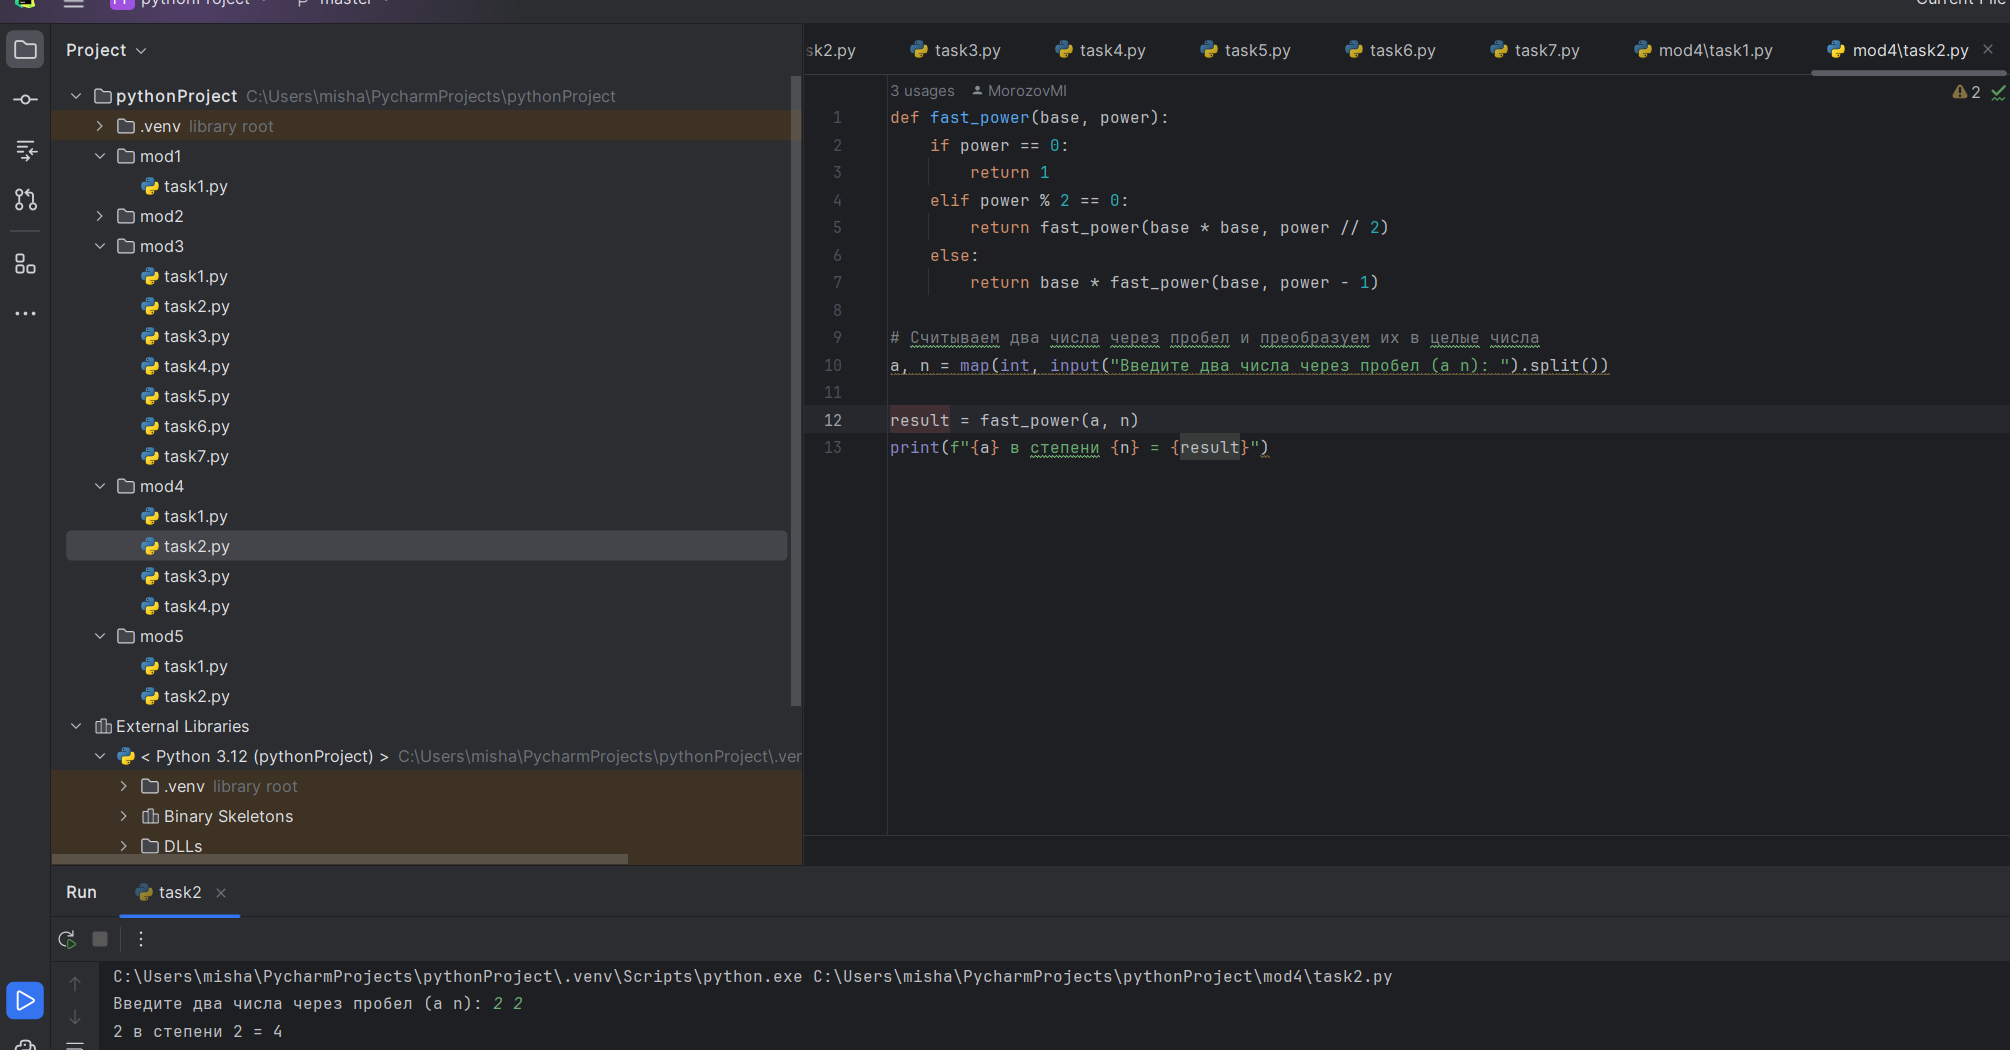 pythonProject
master
Current File
Project
pythonProject C:\Users\misha\PycharmProjects\pythonProject
.venv library root
mod1
task1.py
mod2
mod3
task1.py
task2.py
task3.py
task4.py
task5.py
task6.py
task7.py
mod4
task1.py
task2.py
task3.py
task4.py
mod5
task1.py
task2.py
External Libraries
< Python 3.12 (pythonProject) > C:\Users\misha\PycharmProjects\pythonProject\.ver
.venv library root
Binary Skeletons
DLLs
sk2.py task3.py task4.py task5.py task6.py task7.py mod4\task1.py mod4\task2.py
3 usages MorozovMI
2
1 def fast_power(base, power):
2 if power == 0:
3 return 1
4 elif power % 2 == 0:
5 return fast_power(base * base, power // 2)
6 else:
7 return base * fast_power(base, power - 1)
8
9 # Считываем два числа через пробел и преобразуем их в целые числа
10 a, n = map(int, input("Введите два числа через пробел (a n): ").split())
11
12 result = fast_power(a, n)
13 print(f"{a} в степени {n} = {result}")
Run task2
C:\Users\misha\PycharmProjects\pythonProject\.venv\Scripts\python.exe C:\Users\misha\PycharmProjects\pythonProject\mod4\task2.py
Введите два числа через пробел (a n): 2 2
2 в степени 2 = 4